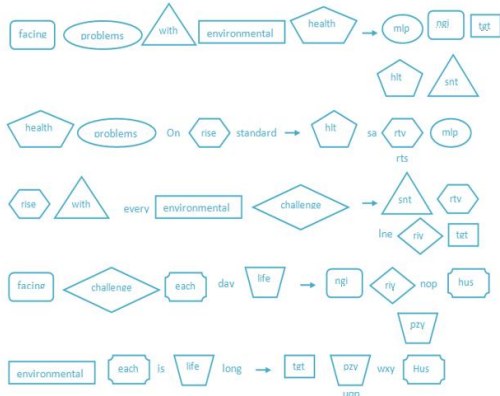 facing problems with environmental health → mlp ngi tgt
hlt snt
health problems On rise standard → hlt sa rtv mlp
rts
rise with every environmental challenge → snt rtv
lne riv tgt
facing challenge each day life → ngi riy nop hus
pzy
environmental each is life long → tgt pzv wxy Hus